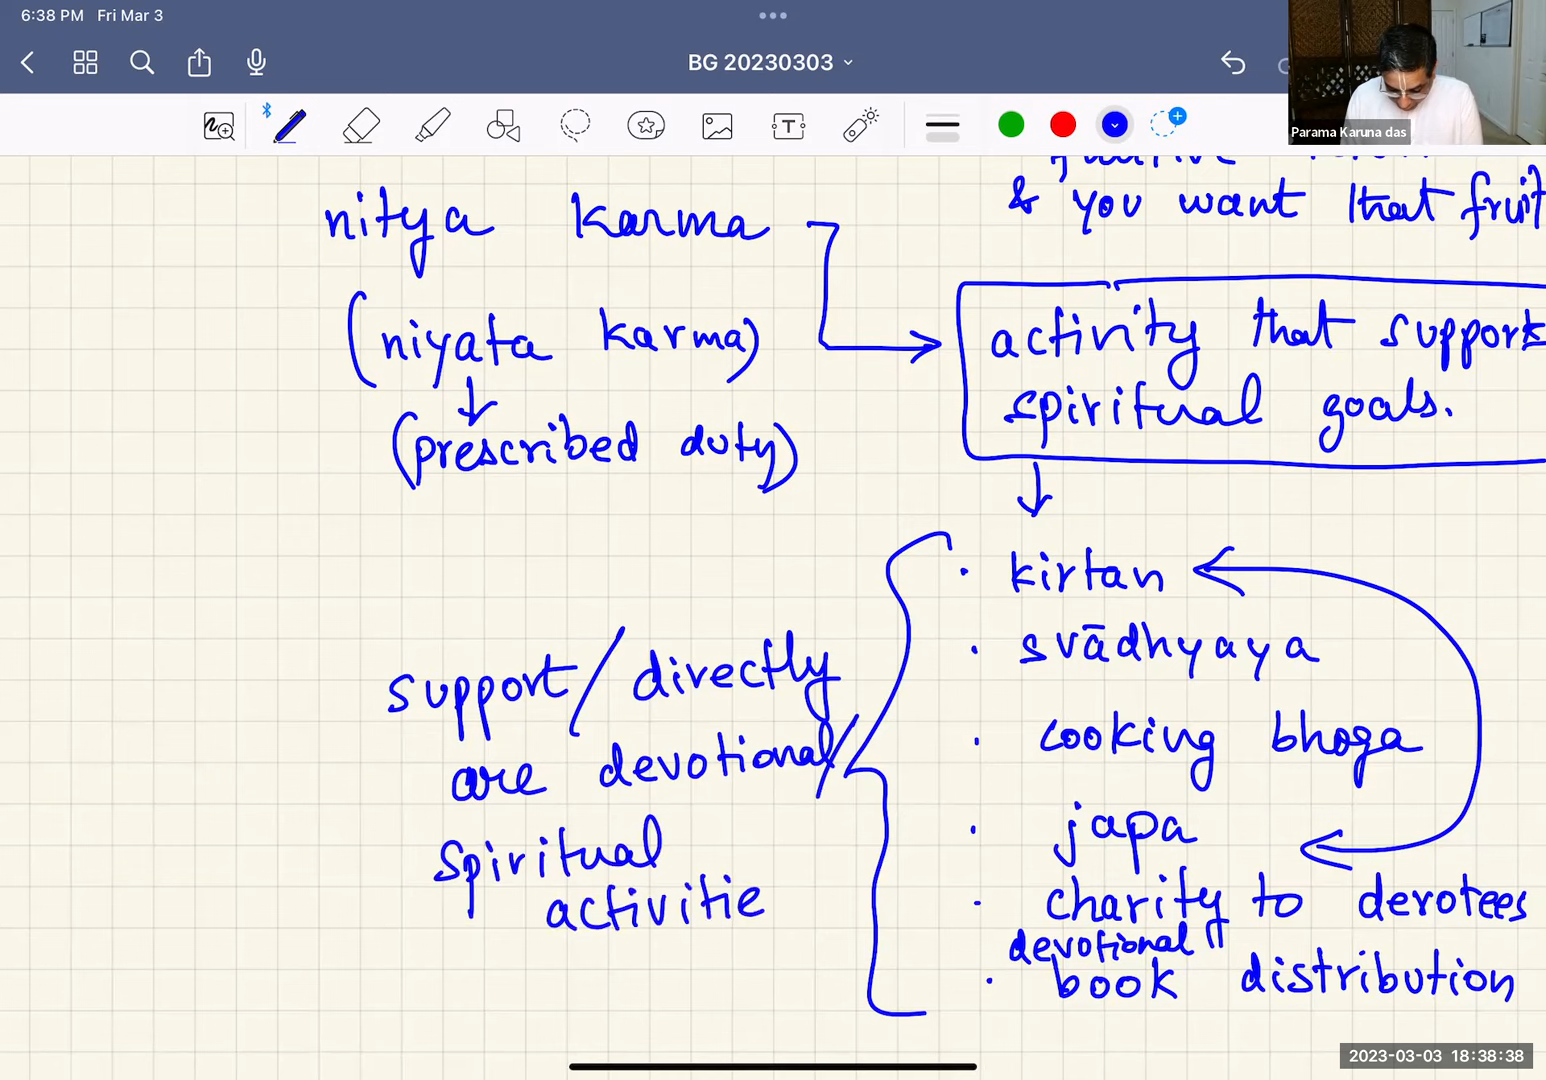 6:38 PM Fri Mar 3
BG 20230303
Parama Karuna das
& you want that fruit
nitya karma
(niyata karma)
(prescribed duty)
activity that supports
spiritual goals.
support/directly
are devotional/
spiritual
activitie
· kirtan
· svādhyaya
· cooking bhoga
· japa
· charity to devotees
devotional
· book distribution
2023-03-03 18:38:38